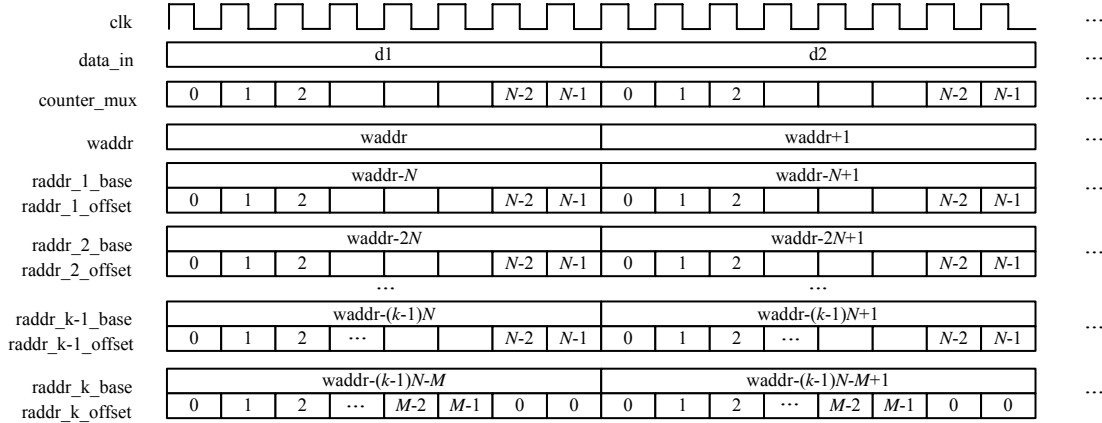 clk ...
data_in d1 d2 ...
counter_mux 0 1 2 N-2 N-1 0 1 2 N-2 N-1 ...
waddr waddr waddr+1 ...
raddr_1_base waddr-N waddr-N+1 ...
raddr_1_offset 0 1 2 N-2 N-1 0 1 2 N-2 N-1
raddr_2_base waddr-2N waddr-2N+1 ...
raddr_2_offset 0 1 2 N-2 N-1 0 1 2 N-2 N-1
... ...
raddr_k-1_base waddr-(k-1)N waddr-(k-1)N+1 ...
raddr_k-1_offset 0 1 2 ... N-2 N-1 0 1 2 ... N-2 N-1
raddr_k_base waddr-(k-1)N-M waddr-(k-1)N-M+1 ...
raddr_k_offset 0 1 2 ... M-2 M-1 0 0 0 1 2 ... M-2 M-1 0 0